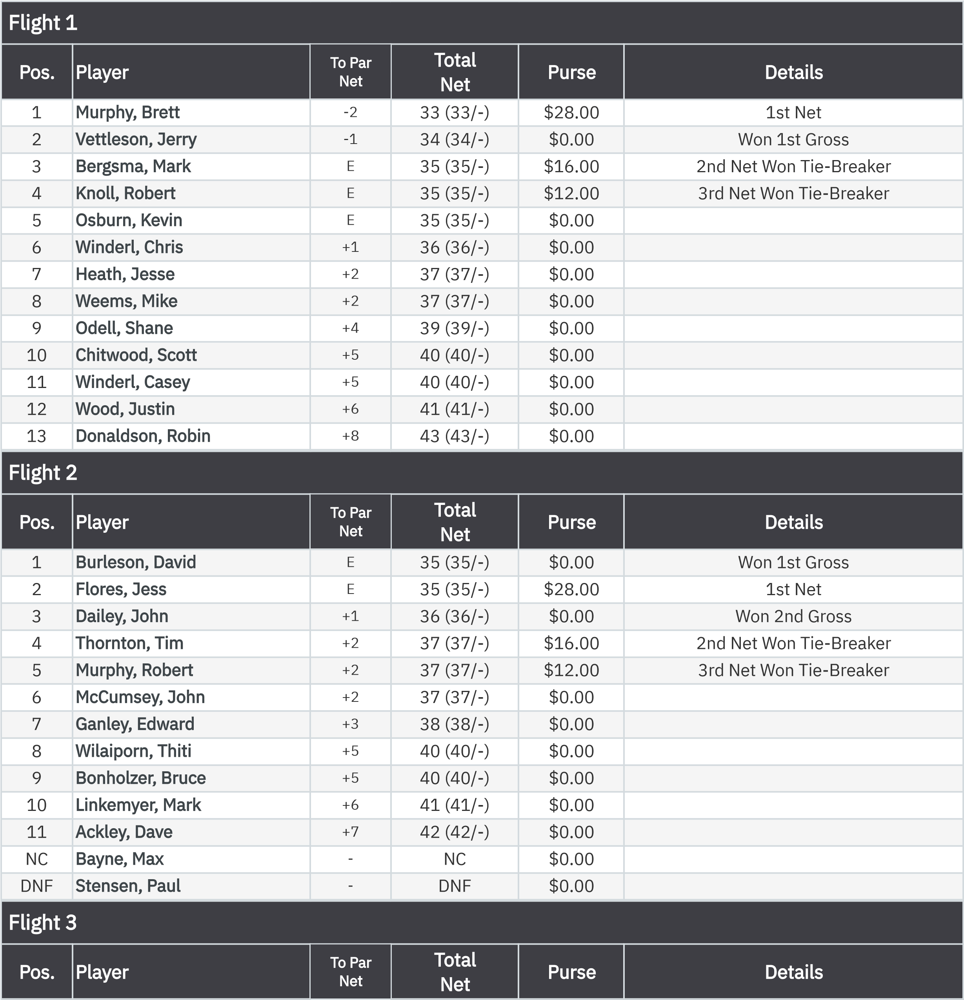 Flight 1
Pos. Player To Par Net Total Net Purse Details
1 Murphy, Brett -2 33 (33/-) $28.00 1st Net
2 Vettleson, Jerry -1 34 (34/-) $0.00 Won 1st Gross
3 Bergsma, Mark E 35 (35/-) $16.00 2nd Net Won Tie-Breaker
4 Knoll, Robert E 35 (35/-) $12.00 3rd Net Won Tie-Breaker
5 Osburn, Kevin E 35 (35/-) $0.00
6 Winderl, Chris +1 36 (36/-) $0.00
7 Heath, Jesse +2 37 (37/-) $0.00
8 Weems, Mike +2 37 (37/-) $0.00
9 Odell, Shane +4 39 (39/-) $0.00
10 Chitwood, Scott +5 40 (40/-) $0.00
11 Winderl, Casey +5 40 (40/-) $0.00
12 Wood, Justin +6 41 (41/-) $0.00
13 Donaldson, Robin +8 43 (43/-) $0.00
Flight 2
Pos. Player To Par Net Total Net Purse Details
1 Burleson, David E 35 (35/-) $0.00 Won 1st Gross
2 Flores, Jess E 35 (35/-) $28.00 1st Net
3 Dailey, John +1 36 (36/-) $0.00 Won 2nd Gross
4 Thornton, Tim +2 37 (37/-) $16.00 2nd Net Won Tie-Breaker
5 Murphy, Robert +2 37 (37/-) $12.00 3rd Net Won Tie-Breaker
6 McCumsey, John +2 37 (37/-) $0.00
7 Ganley, Edward +3 38 (38/-) $0.00
8 Wilaiporn, Thiti +5 40 (40/-) $0.00
9 Bonholzer, Bruce +5 40 (40/-) $0.00
10 Linkemyer, Mark +6 41 (41/-) $0.00
11 Ackley, Dave +7 42 (42/-) $0.00
NC Bayne, Max - NC $0.00
DNF Stensen, Paul - DNF $0.00
Flight 3
Pos. Player To Par Net Total Net Purse Details